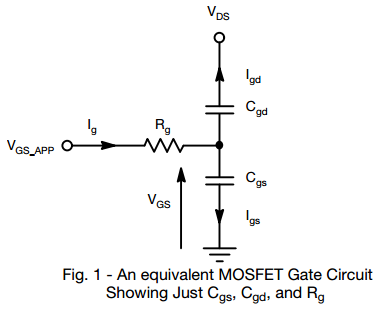 VDS
Igd
Cgd
Ig
Rg
VGS_APP
VGS
Cgs
Igs
Fig. 1 - An equivalent MOSFET Gate Circuit
Showing Just Cgs, Cgd, and Rg